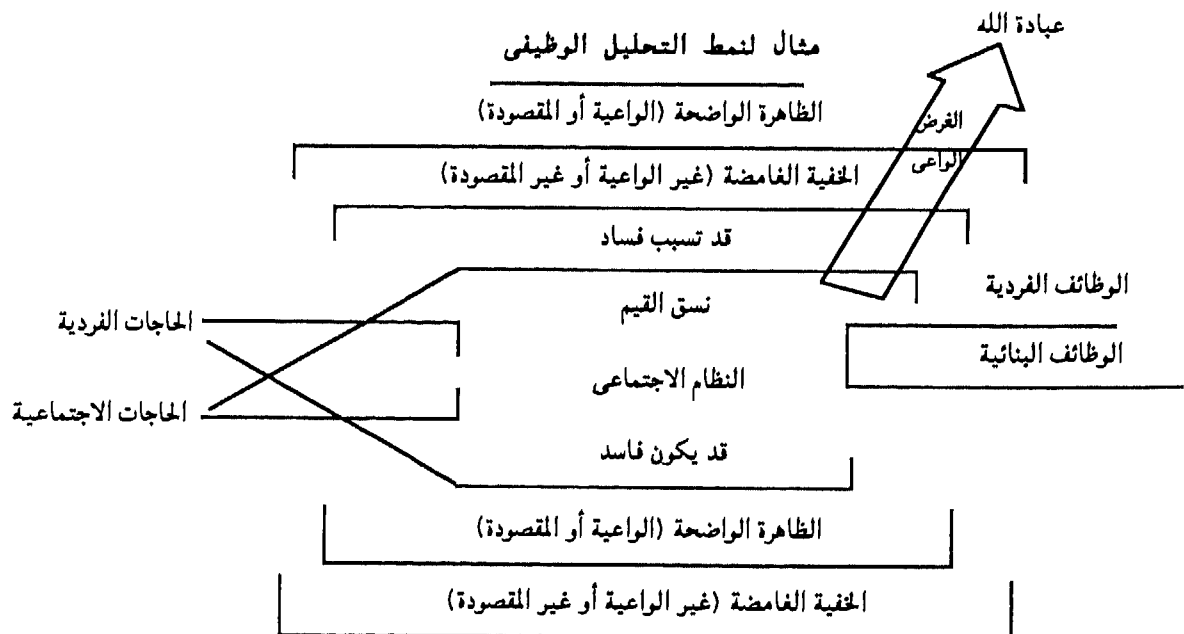 عبادة الله
مثال لنمط التحليل الوظيفى
الظاهرة الواضحة (الواعية أو المقصودة)
الغرض
الواعى
الخفية الغامضة (غير الواعية أو غير المقصودة)
قد تسبب فساد
الوظائف الفردية
نسق القيم
الحاجات الفردية
الوظائف البنائية
النظام الاجتماعى
الحاجات الاجتماعية
قد يكون فاسد
الظاهرة الواضحة (الواعية أو المقصودة)
الخفية الغامضة (غير الواعية أو غير المقصودة)